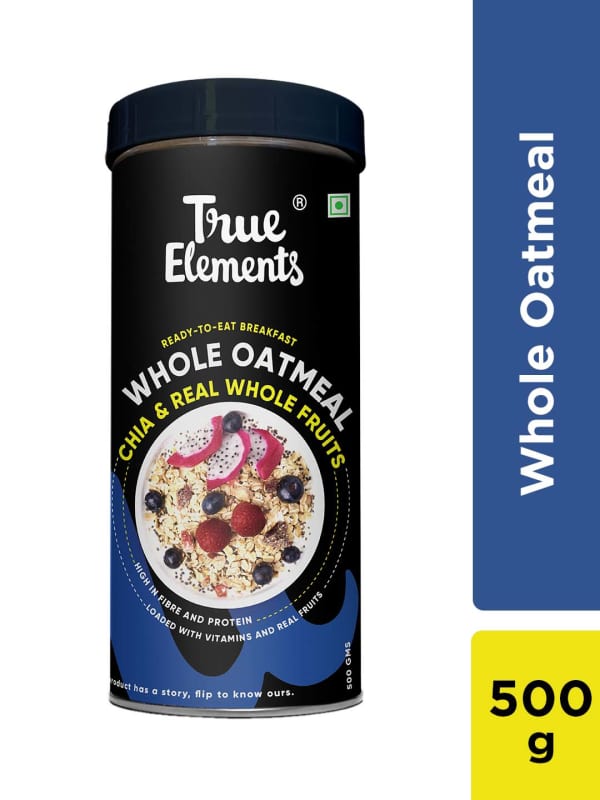 True
Elements
®
READY-TO-EAT BREAKFAST
WHOLE OATMEAL
CHIA & REAL WHOLE FRUITS
HIGH IN FIBRE AND PROTEIN
LOADED WITH VITAMINS AND REAL FRUITS
has a story, flip to know ours.
500 GMS
Whole Oatmeal
500
g